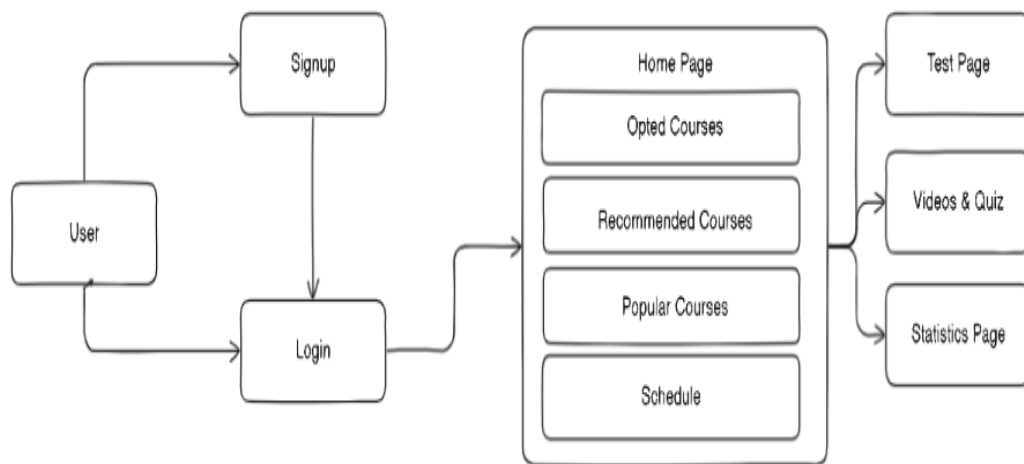 User
Signup
Login
Home Page
Opted Courses
Recommended Courses
Popular Courses
Schedule
Test Page
Videos & Quiz
Statistics Page